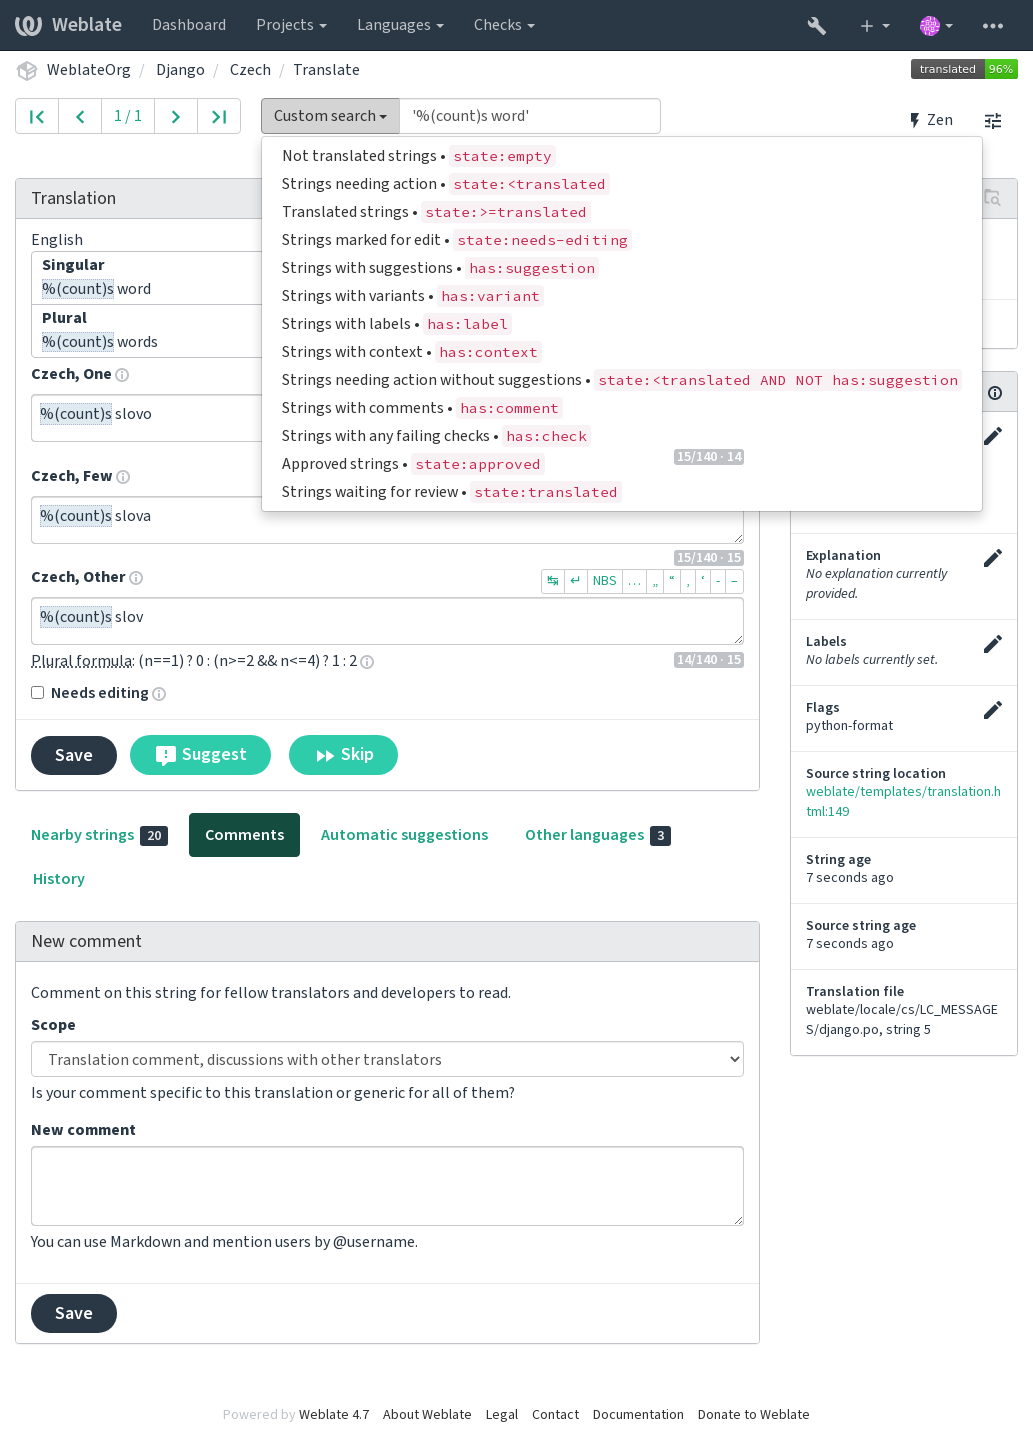 Weblate Dashboard Projects Languages Checks
WeblateOrg / Django / Czech / Translate
translated 96%
1 / 1
Custom search '%(count)s word'
Zen
Not translated strings • state:empty
Strings needing action • state:<translated
Translated strings • state:>=translated
Strings marked for edit • state:needs-editing
Strings with suggestions • has:suggestion
Strings with variants • has:variant
Strings with labels • has:label
Strings with context • has:context
Strings needing action without suggestions • state:<translated AND NOT has:suggestion
Strings with comments • has:comment
Strings with any failing checks • has:check
Approved strings • state:approved
Strings waiting for review • state:translated
Translation
English
Singular
%(count)s word
Plural
%(count)s words
Czech, One
%(count)s slovo
15/140 · 14
Czech, Few
%(count)s slova
15/140 · 15
Czech, Other
↹ ↵ NBS … „ “ ‚ ‘ - –
%(count)s slov
Plural formula: (n==1) ? 0 : (n>=2 && n<=4) ? 1 : 2
14/140 · 15
Needs editing
Save Suggest Skip
Nearby strings 20 Comments Automatic suggestions Other languages 3
History
New comment
Comment on this string for fellow translators and developers to read.
Scope
Translation comment, discussions with other translators
Is your comment specific to this translation or generic for all of them?
New comment
You can use Markdown and mention users by @username.
Save
Explanation
No explanation currently
provided.
Labels
No labels currently set.
Flags
python-format
Source string location
weblate/templates/translation.h
tml:149
String age
7 seconds ago
Source string age
7 seconds ago
Translation file
weblate/locale/cs/LC_MESSAGE
S/django.po, string 5
Powered by Weblate 4.7 About Weblate Legal Contact Documentation Donate to Weblate